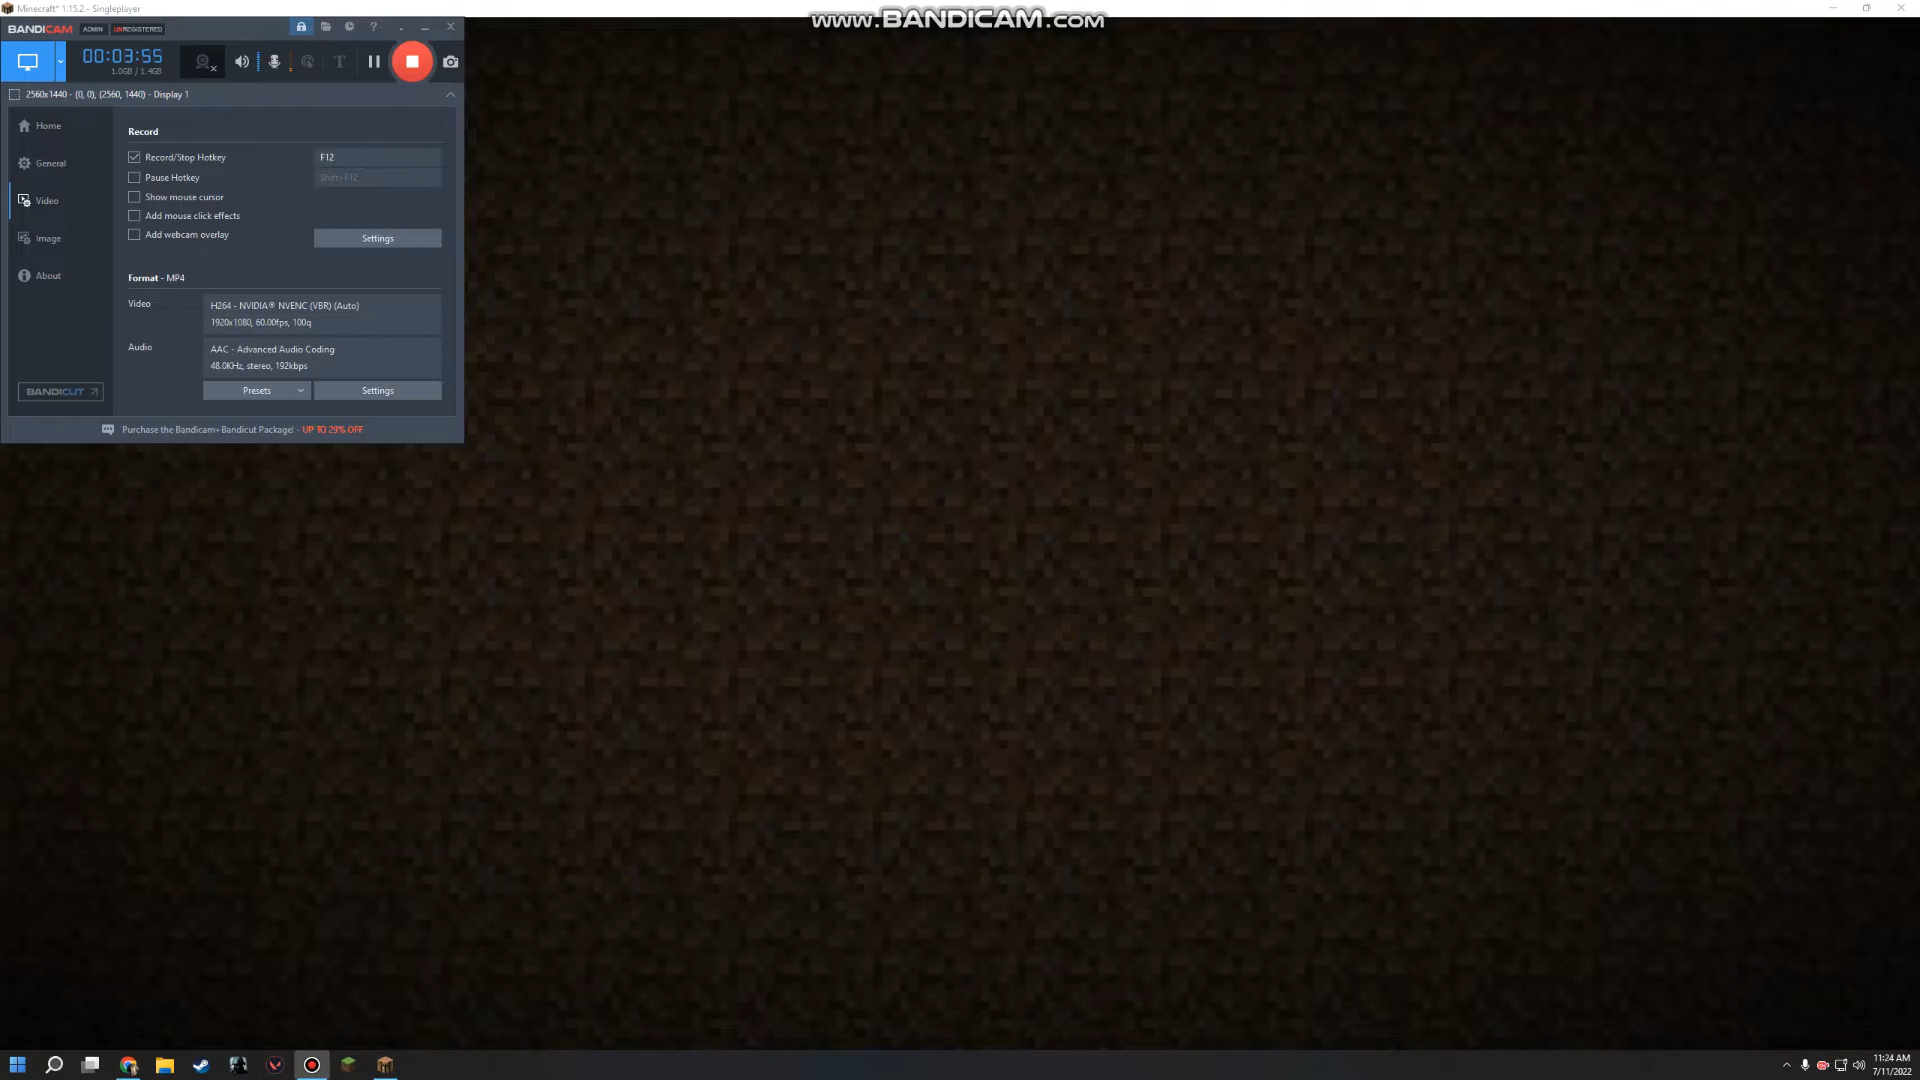 Minecraft* 1.15.2 - Singleplayer
www.BANDICAM.com
BANDICAM ADMIN UNREGISTERED
00:03:55
1.0GB / 1.4GB
2560x1440 - (0, 0), (2560, 1440) - Display 1
Home
General
Video
Image
About
BANDICUT
Record
Record/Stop Hotkey F12
Pause Hotkey Shift+F12
Show mouse cursor
Add mouse click effects
Add webcam overlay
Settings
Format - MP4
Video
H264 - NVIDIA® NVENC (VBR) (Auto)
1920x1080, 60.00fps, 100q
Audio
AAC - Advanced Audio Coding
48.0KHz, stereo, 192kbps
Presets Settings
Purchase the Bandicam+Bandicut Package! - UP TO 29% OFF
11:24 AM
7/11/2022